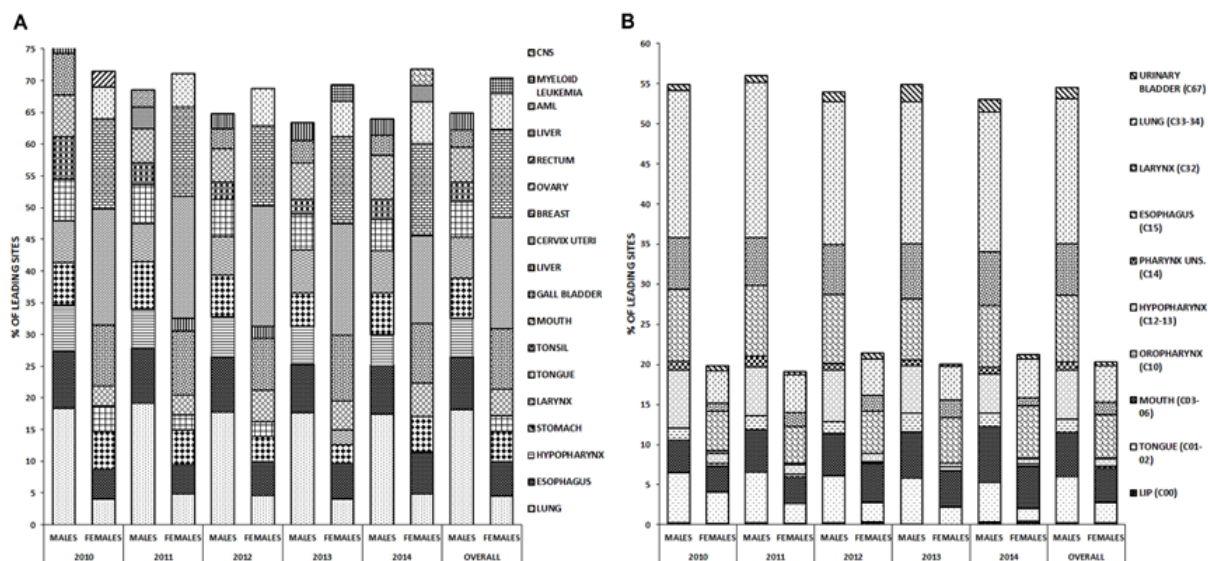 A
% OF LEADING SITES
75
70
65
60
55
50
45
40
35
30
25
20
15
10
5
0
MALES FEMALES MALES FEMALES MALES FEMALES MALES FEMALES MALES FEMALES MALES FEMALES
2010 2011 2012 2013 2014 OVERALL
CNS
MYELOID
LEUKEMIA
AML
LIVER
RECTUM
OVARY
BREAST
CERVIX UTERI
LIVER
GALL BLADDER
MOUTH
TONSIL
TONGUE
LARYNX
STOMACH
HYPOPHARYNX
ESOPHAGUS
LUNG
B
% OF LEADING SITES
60
55
50
45
40
35
30
25
20
15
10
5
0
MALES FEMALES MALES FEMALES MALES FEMALES MALES FEMALES MALES FEMALES MALES FEMALES
2010 2011 2012 2013 2014 OVERALL
URINARY
BLADDER (C67)
LUNG (C33-34)
LARYNX (C32)
ESOPHAGUS
(C15)
PHARYNX UNS.
(C14)
HYPOPHARYNX
(C12-13)
OROPHARYNX
(C10)
MOUTH (C03-
06)
TONGUE (C01-
02)
LIP (C00)